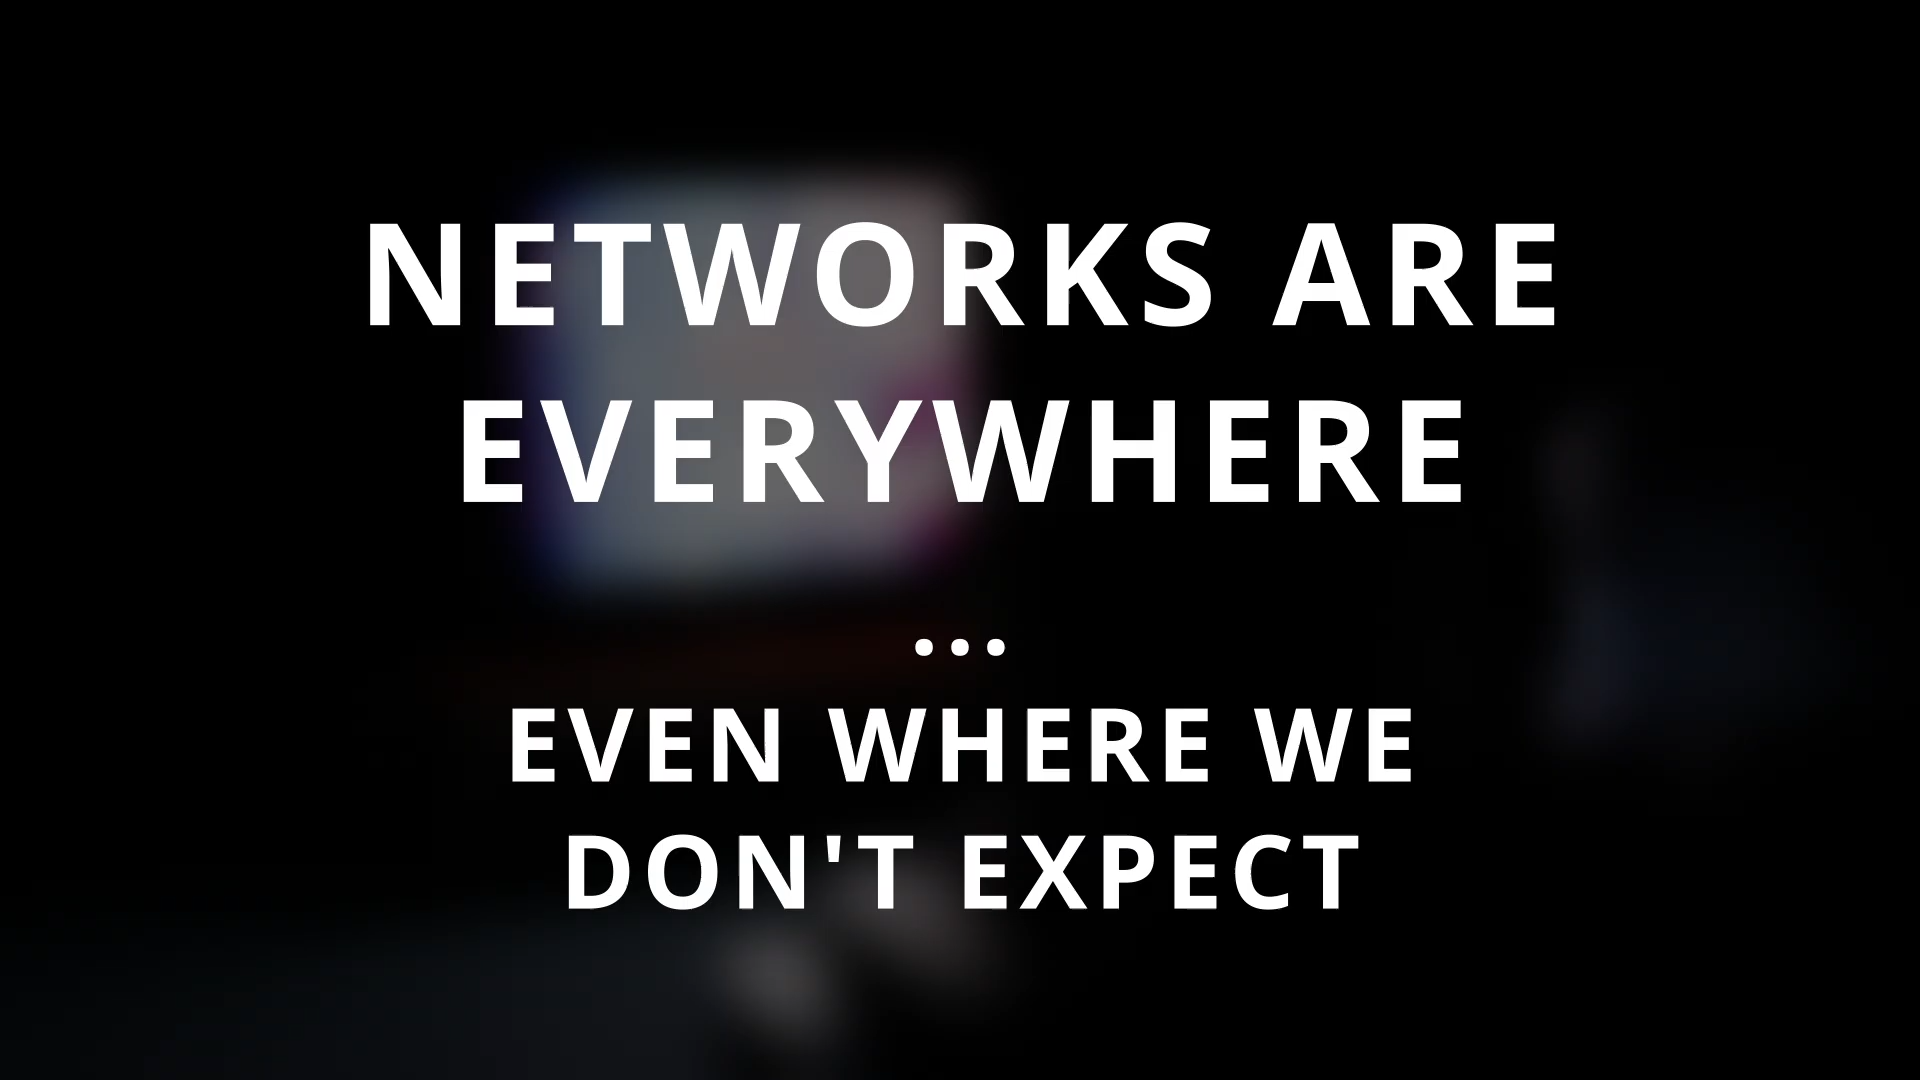 NETWORKS ARE
EVERYWHERE
...
EVEN WHERE WE
DON'T EXPECT